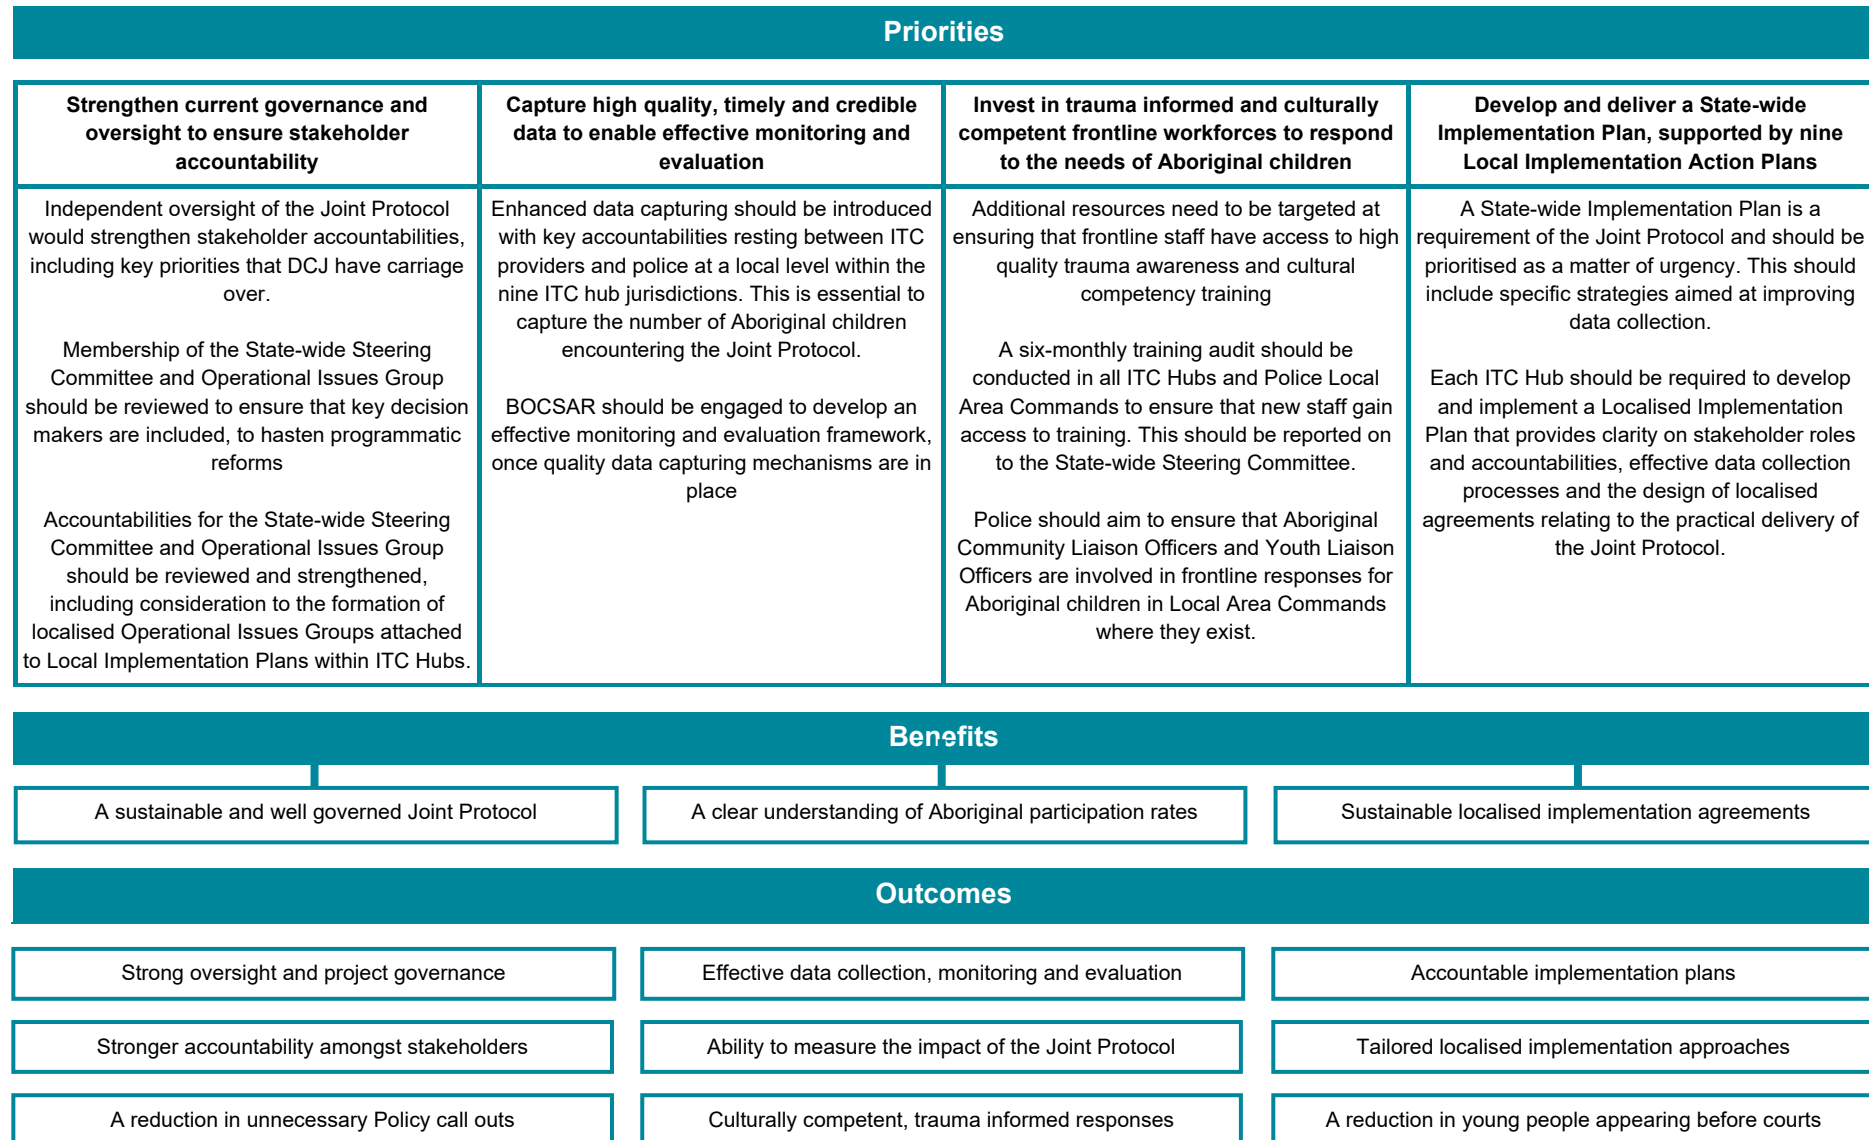 Priorities
Strengthen current governance and
oversight to ensure stakeholder
accountability
Capture high quality, timely and credible
data to enable effective monitoring and
evaluation
Invest in trauma informed and culturally
competent frontline workforces to respond
to the needs of Aboriginal children
Develop and deliver a State-wide
Implementation Plan, supported by nine
Local Implementation Action Plans
Independent oversight of the Joint Protocol
would strengthen stakeholder accountabilities,
including key priorities that DCJ have carriage
over.
Membership of the State-wide Steering
Committee and Operational Issues Group
should be reviewed to ensure that key decision
makers are included, to hasten programmatic
reforms
Accountabilities for the State-wide Steering
Committee and Operational Issues Group
should be reviewed and strengthened,
including consideration to the formation of
localised Operational Issues Groups attached
to Local Implementation Plans within ITC Hubs.
Enhanced data capturing should be introduced
with key accountabilities resting between ITC
providers and police at a local level within the
nine ITC hub jurisdictions. This is essential to
capture the number of Aboriginal children
encountering the Joint Protocol.
BOCSAR should be engaged to develop an
effective monitoring and evaluation framework,
once quality data capturing mechanisms are in
place
Additional resources need to be targeted at
ensuring that frontline staff have access to high
quality trauma awareness and cultural
competency training
A six-monthly training audit should be
conducted in all ITC Hubs and Police Local
Area Commands to ensure that new staff gain
access to training. This should be reported on
to the State-wide Steering Committee.
Police should aim to ensure that Aboriginal
Community Liaison Officers and Youth Liaison
Officers are involved in frontline responses for
Aboriginal children in Local Area Commands
where they exist.
A State-wide Implementation Plan is a
requirement of the Joint Protocol and should be
prioritised as a matter of urgency. This should
include specific strategies aimed at improving
data collection.
Each ITC Hub should be required to develop
and implement a Localised Implementation
Plan that provides clarity on stakeholder roles
and accountabilities, effective data collection
processes and the design of localised
agreements relating to the practical delivery of
the Joint Protocol.
Benefits
A sustainable and well governed Joint Protocol
A clear understanding of Aboriginal participation rates
Sustainable localised implementation agreements
Outcomes
Strong oversight and project governance
Effective data collection, monitoring and evaluation
Accountable implementation plans
Stronger accountability amongst stakeholders
Ability to measure the impact of the Joint Protocol
Tailored localised implementation approaches
A reduction in unnecessary Policy call outs
Culturally competent, trauma informed responses
A reduction in young people appearing before courts